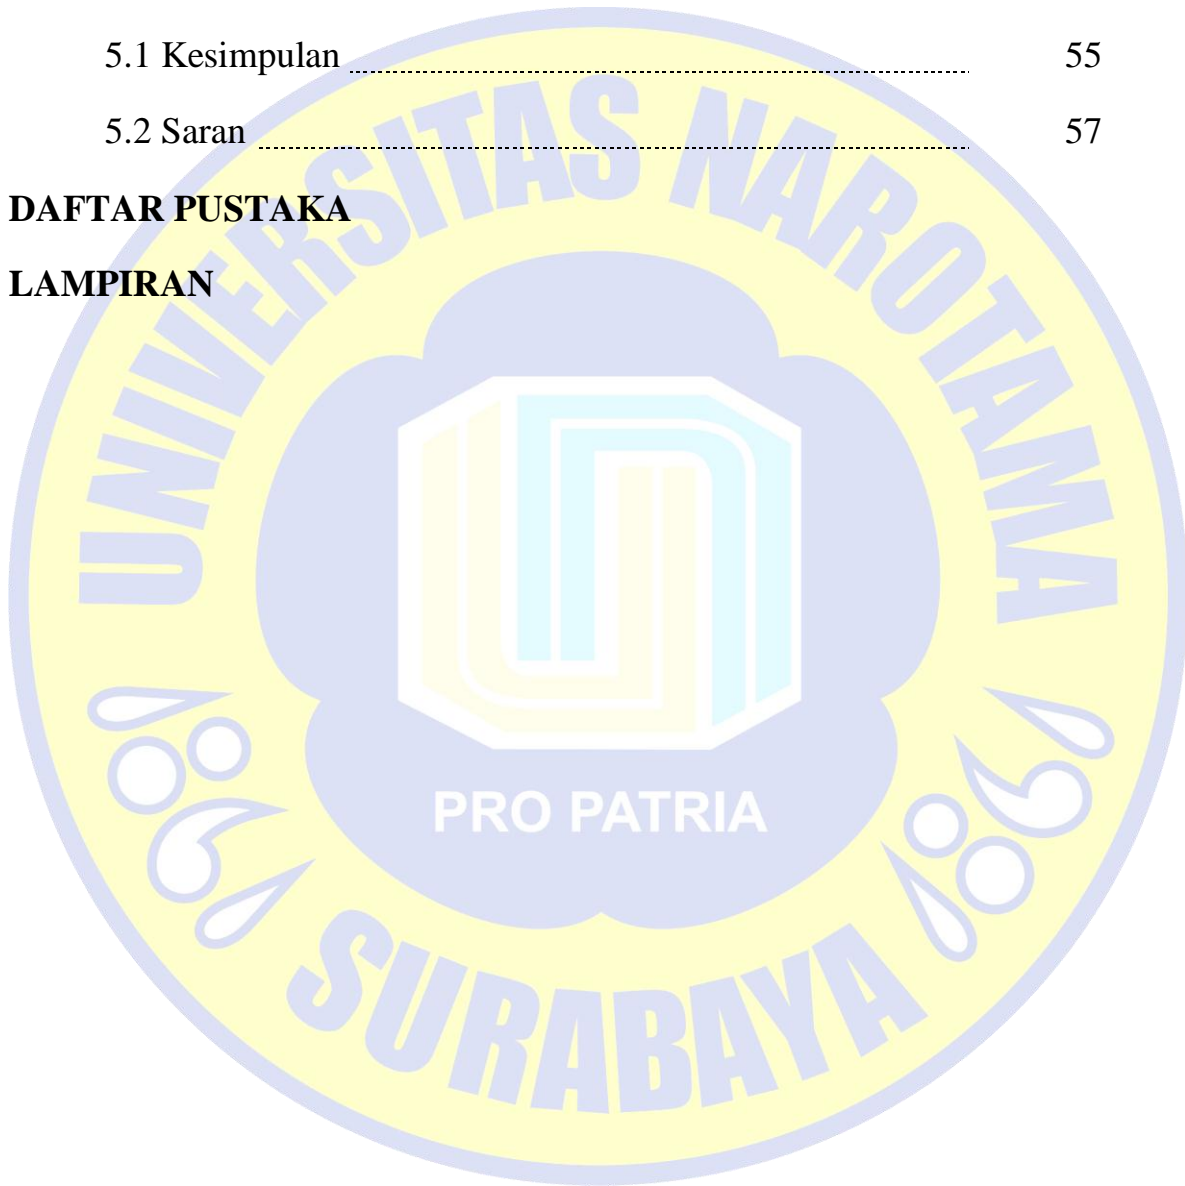 5.1 Kesimpulan 55
5.2 Saran 57
DAFTAR PUSTAKA
LAMPIRAN
UNIVERSITAS NAROTAMA
PRO PATRIA
SURABAYA